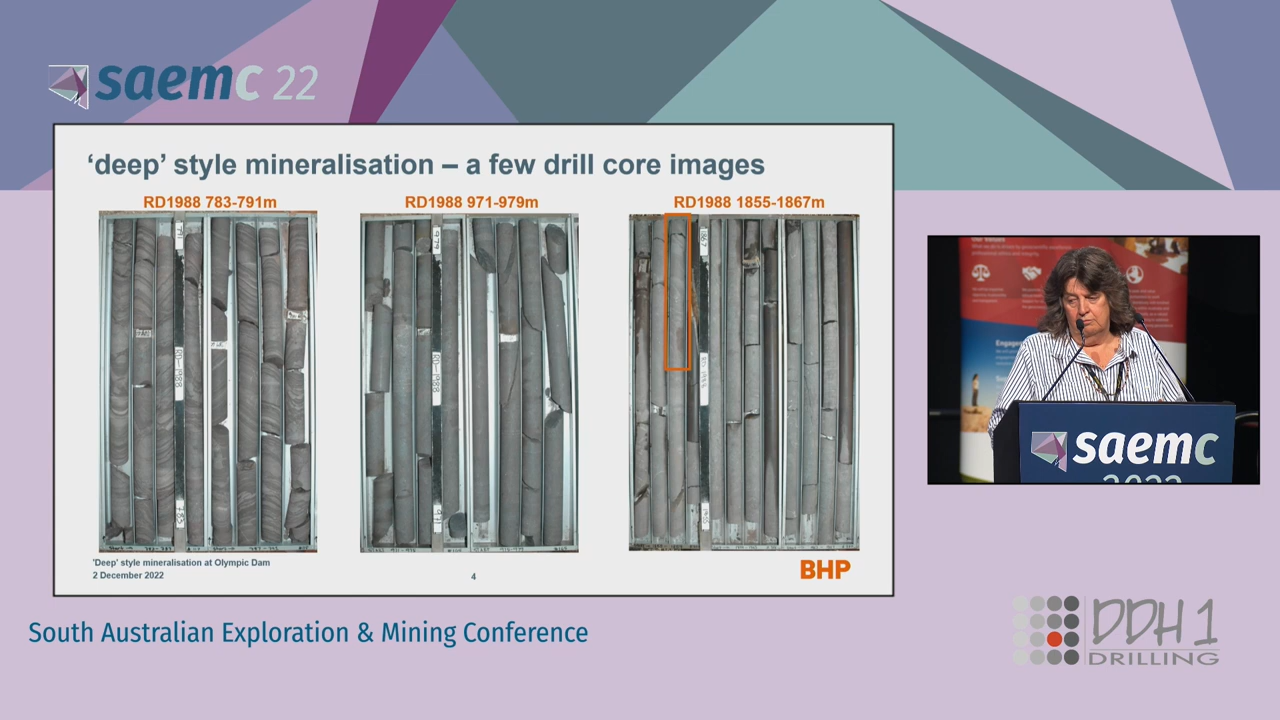 saemc 22
‘deep’ style mineralisation – a few drill core images
RD1988 783-791m
RD1988 971-979m
RD1988 1855-1867m
'Deep' style mineralisation at Olympic Dam
2 December 2022
4
BHP
saemc
2022
South Australian Exploration & Mining Conference
DDH 1
DRILLING